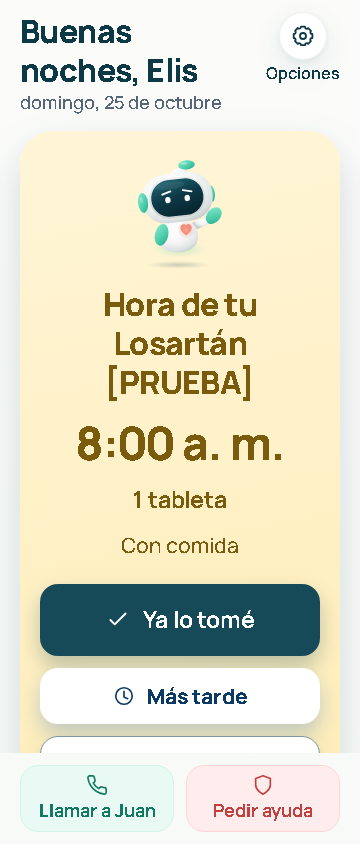 Buenas
noches, Elis
Opciones
domingo, 25 de octubre
Hora de tu
Losartán
[PRUEBA]
8:00 a. m.
1 tableta
Con comida
Ya lo tomé
Más tarde
Llamar a Juan
Pedir ayuda